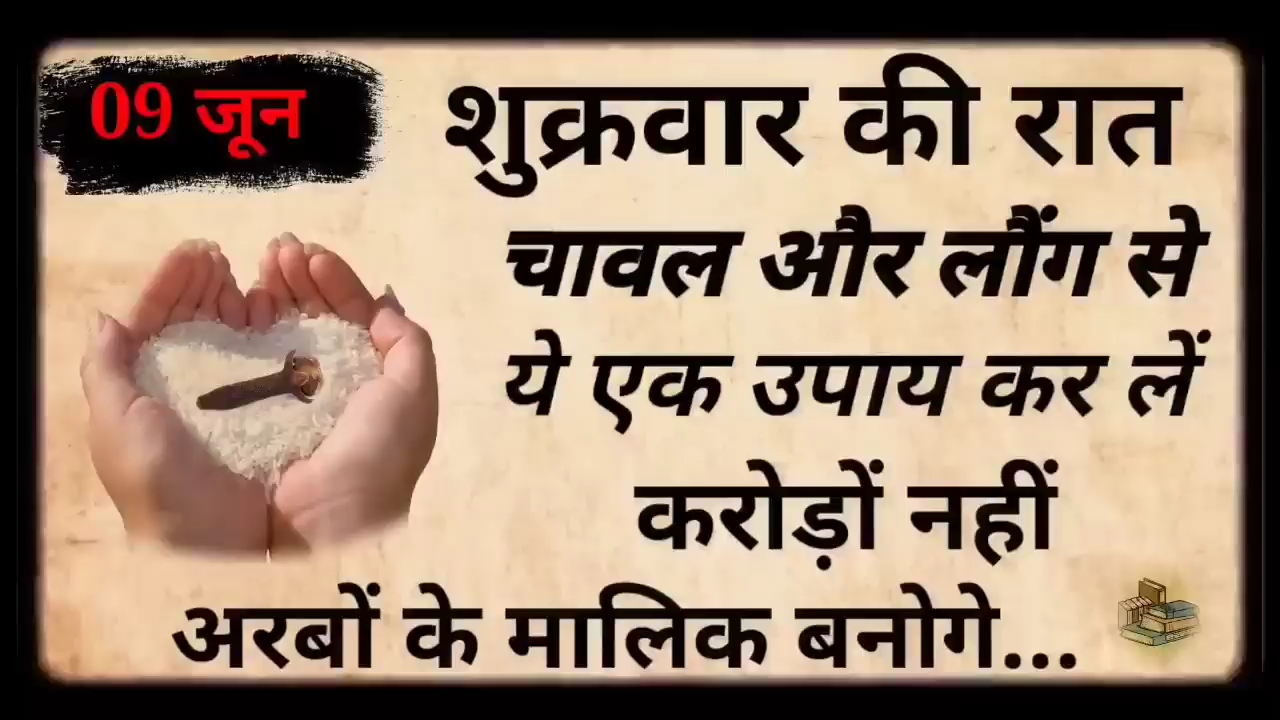 09 जून
शुक्रवार की रात
चावल और लौंग से
ये एक उपाय कर लें
करोड़ों नहीं
अरबों के मालिक बनोगे...